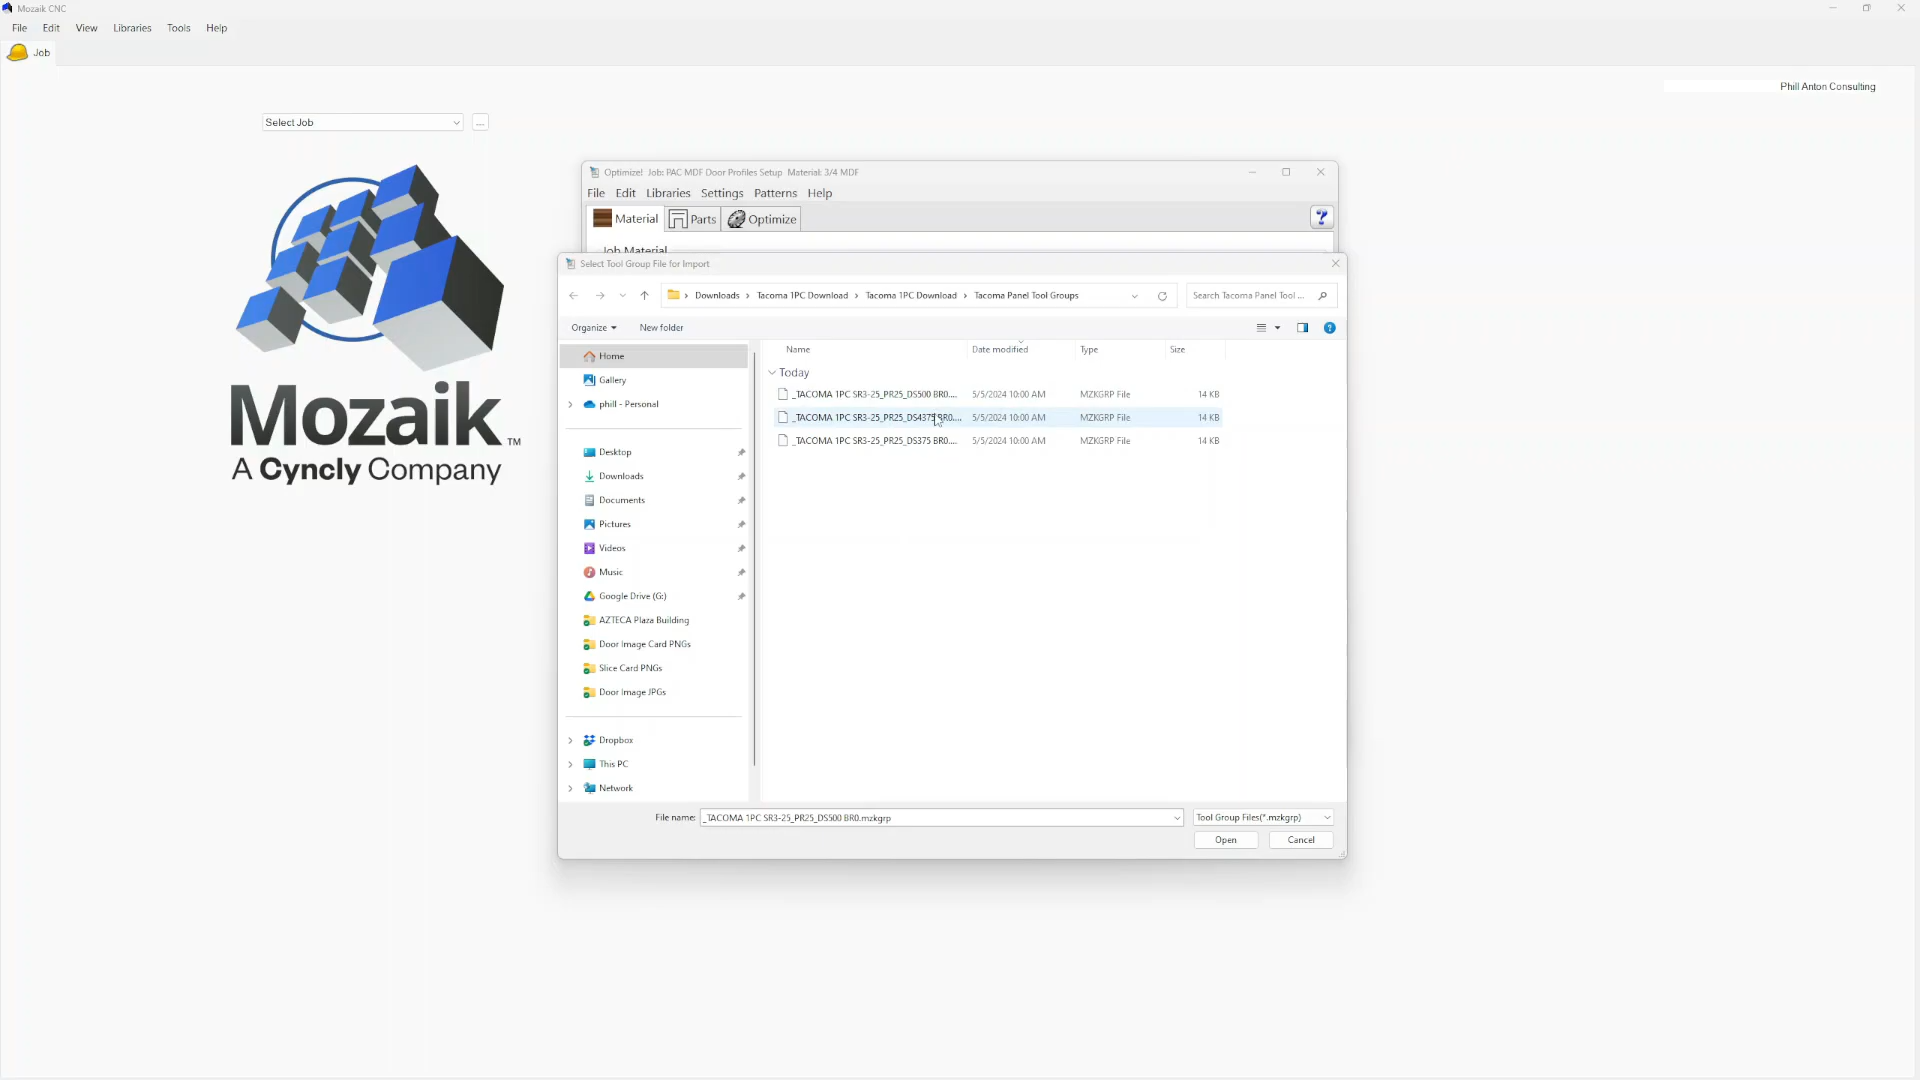 Mozaik CNC
File Edit View Libraries Tools Help
Job
Phill Anton Consulting
Select Job
...
Mozaik™
A Cyncly Company
Optimize! Job: PAC MDF Door Profiles Setup Material: 3/4 MDF
File Edit Libraries Settings Patterns Help
Material Parts Optimize
?
Job Material
Select Tool Group File for Import
Downloads > Tacoma 1PC Download > Tacoma 1PC Download > Tacoma Panel Tool Groups
Search Tacoma Panel Tool ...
Organize New folder
Name Date modified Type Size
Today
_TACOMA 1PC SR3-25_PR25_DS500 BR0.... 5/5/2024 10:00 AM MZKGRP File 14 KB
_TACOMA 1PC SR3-25_PR25_DS4375 BR0.... 5/5/2024 10:00 AM MZKGRP File 14 KB
_TACOMA 1PC SR3-25_PR25_DS375 BR0.... 5/5/2024 10:00 AM MZKGRP File 14 KB
Home
Gallery
phill - Personal
Desktop
Downloads
Documents
Pictures
Videos
Music
Google Drive (G:)
AZTECA Plaza Building
Door Image Card PNGs
Slice Card PNGs
Door Image JPGs
Dropbox
This PC
Network
File name: _TACOMA 1PC SR3-25_PR25_DS500 BR0.mzkgrp
Tool Group Files(*.mzkgrp)
Open Cancel